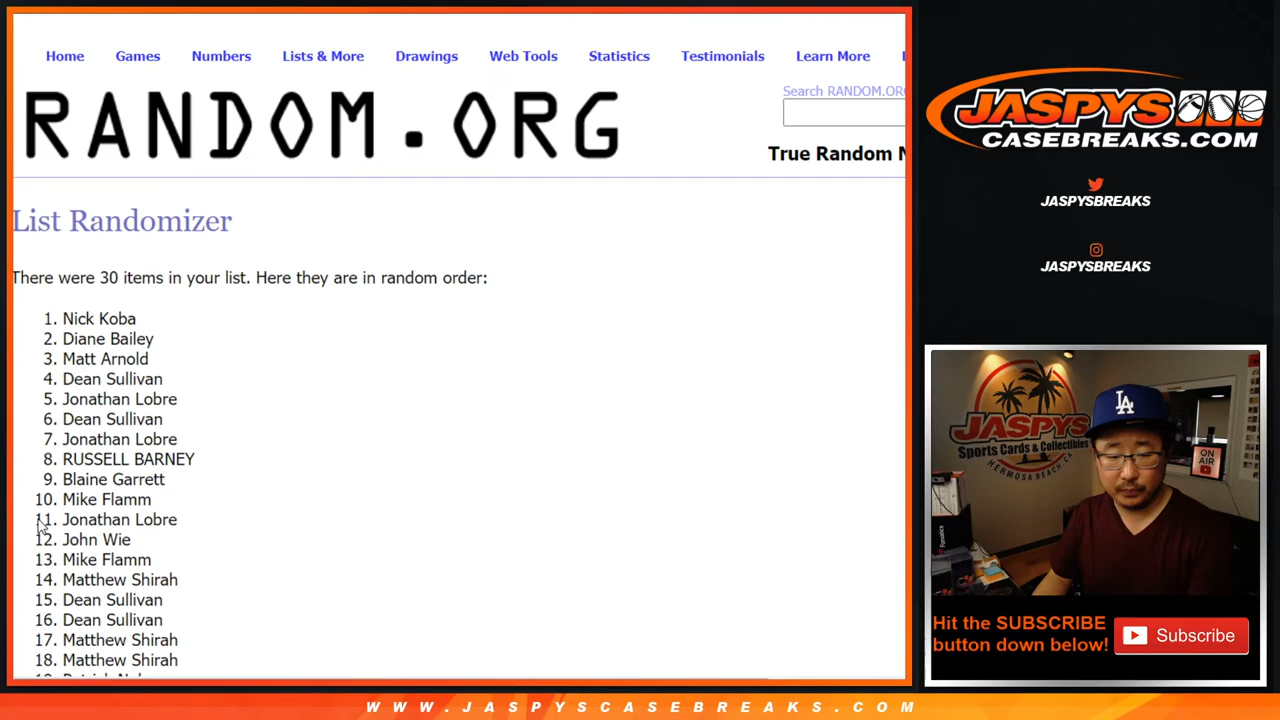 Home Games Numbers Lists & More Drawings Web Tools Statistics Testimonials Learn More
Search RANDOM.ORG
RANDOM.ORG
True Random N
List Randomizer
There were 30 items in your list. Here they are in random order:
1. Nick Koba
2. Diane Bailey
3. Matt Arnold
4. Dean Sullivan
5. Jonathan Lobre
6. Dean Sullivan
7. Jonathan Lobre
8. RUSSELL BARNEY
9. Blaine Garrett
10. Mike Flamm
11. Jonathan Lobre
12. John Wie
13. Mike Flamm
14. Matthew Shirah
15. Dean Sullivan
16. Dean Sullivan
17. Matthew Shirah
18. Matthew Shirah
JASPYS
CASEBREAKS.COM
JASPYSBREAKS
JASPYSBREAKS
JASPYS
Sports Cards & Collectibles
HERMOSA BEACH, CA
LA
ON
AIR
Hit the SUBSCRIBE
button down below!
Subscribe
WWW.JASPYSCASEBREAKS.COM